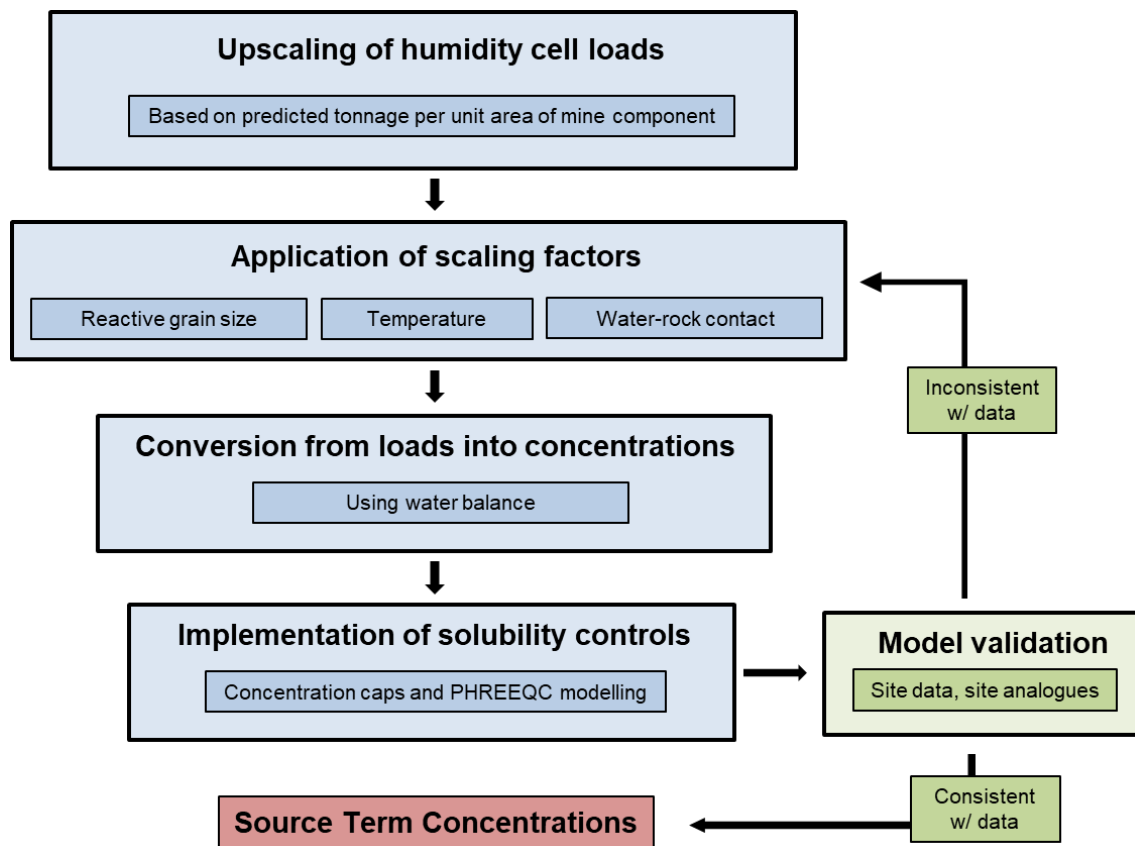 Upscaling of humidity cell loads
Based on predicted tonnage per unit area of mine component
Application of scaling factors
Reactive grain size
Temperature
Water-rock contact
Inconsistent
w/ data
Conversion from loads into concentrations
Using water balance
Implementation of solubility controls
Concentration caps and PHREEQC modelling
Model validation
Site data, site analogues
Consistent
w/ data
Source Term Concentrations